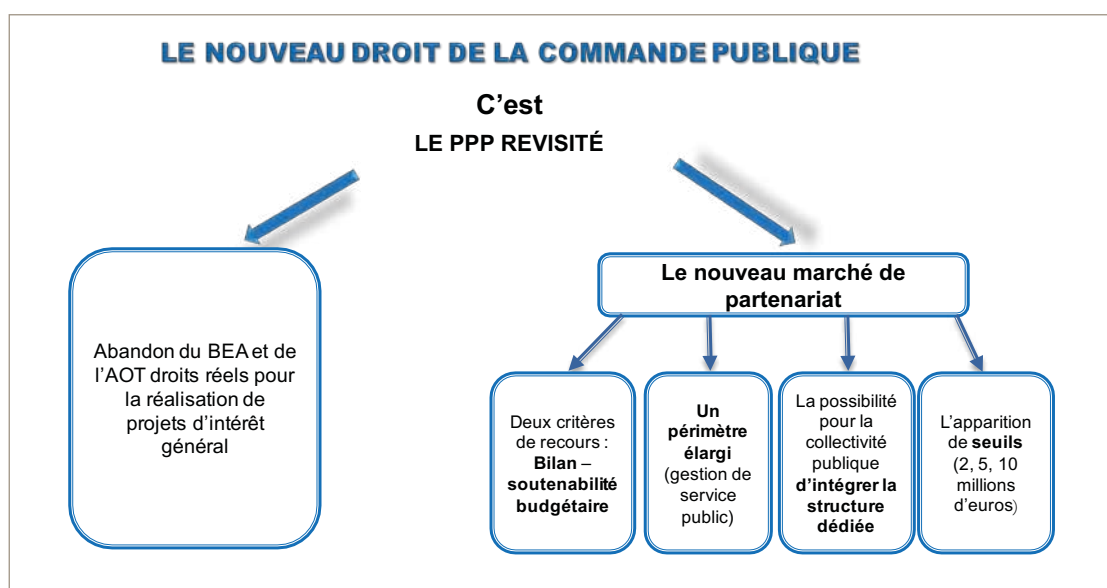 LE NOUVEAU DROIT DE LA COMMANDE PUBLIQUE
C’est
LE PPP REVISITÉ
Abandon du BEA et de
l’AOT droits réels pour
la réalisation de
projets d’intérêt
général
Le nouveau marché de
partenariat
Deux critères
de recours :
Bilan –
soutenabilité
budgétaire
Un
périmètre
élargi
(gestion de
service
public)
La possibilité
pour la
collectivité
publique
d’intégrer la
structure
dédiée
L’apparition
de seuils
(2, 5, 10
millions
d’euros)